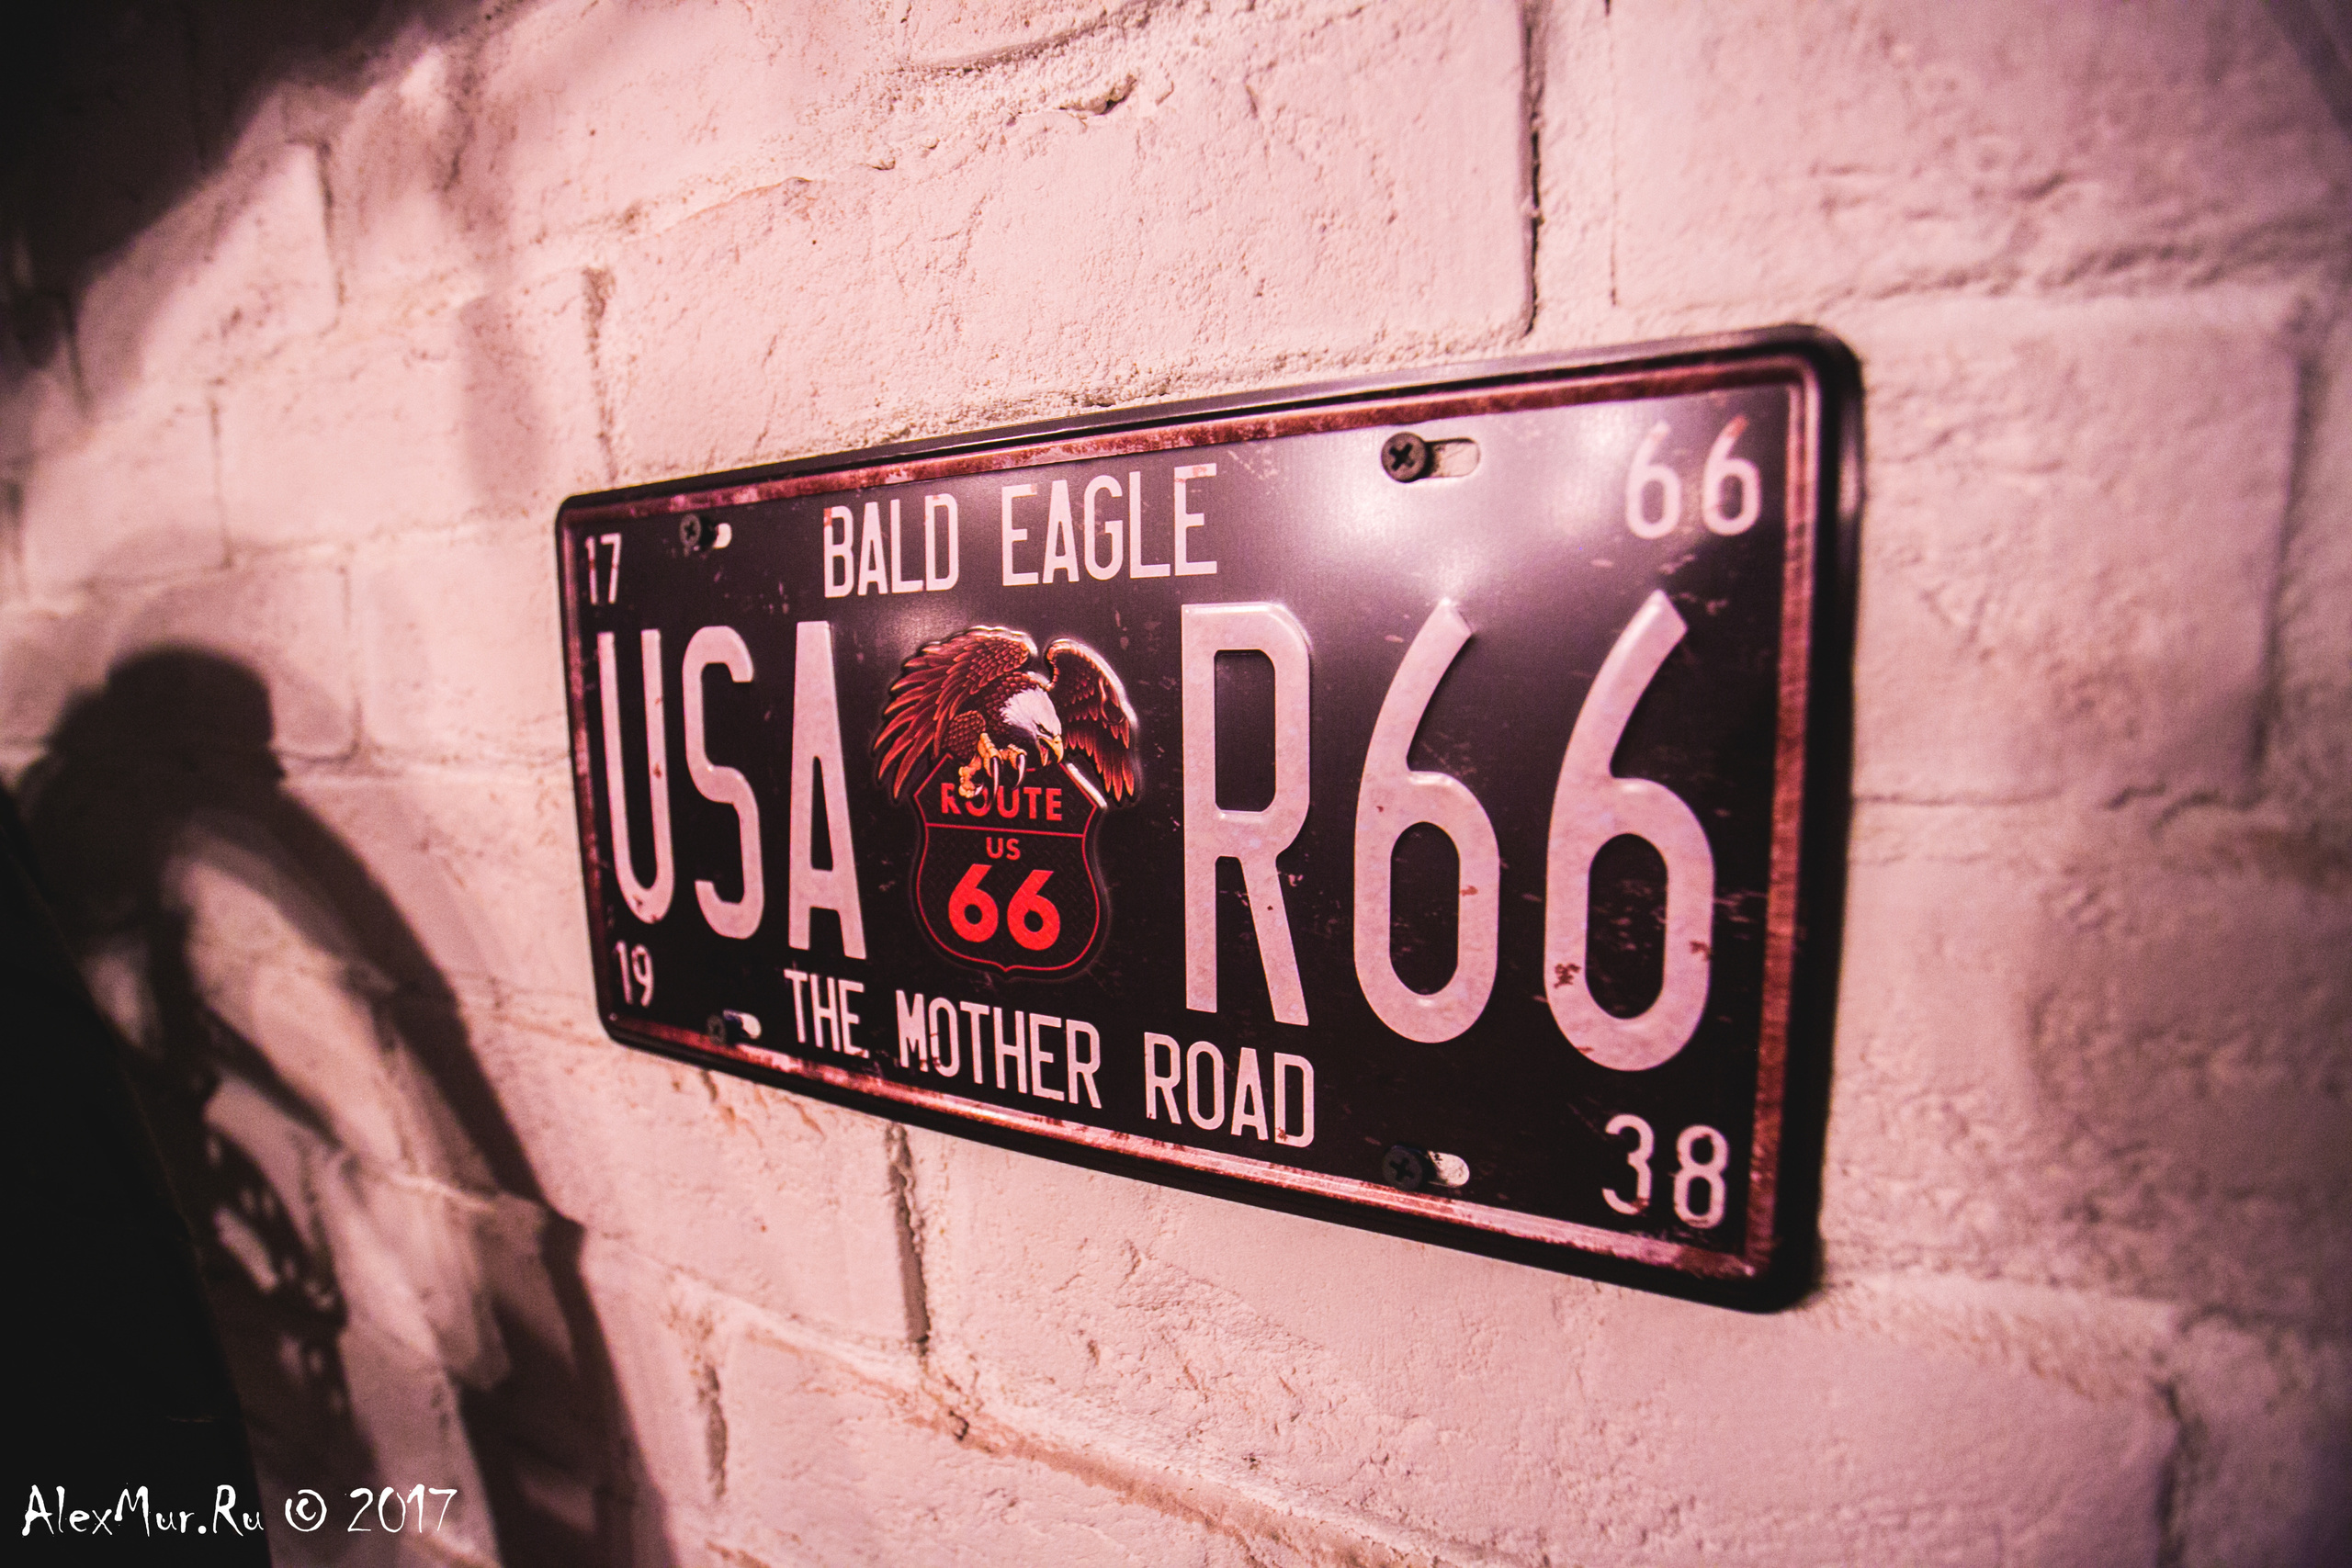 17 BALD EAGLE 66
USA R66
ROUTE
US
66
19 THE MOTHER ROAD 38
AlexMur.Ru © 2017